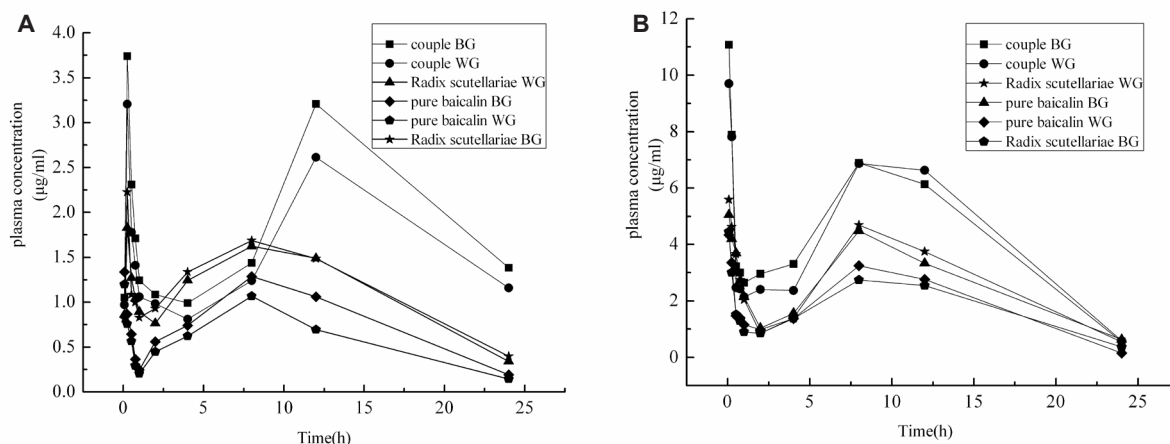 A
plasma concentration
(μg/ml)
4.0
3.5
3.0
2.5
2.0
1.5
1.0
0.5
0.0
couple BG
couple WG
Radix scutellariae WG
pure baicalin BG
pure baicalin WG
Radix scutellariae BG
0 5 10 15 20 25
Time(h)
B
plasma concentration
(μg/ml)
12
10
8
6
4
2
0
couple BG
couple WG
Radix scutellariae WG
pure baicalin BG
pure baicalin WG
Radix scutellariae BG
0 5 10 15 20 25
Time(h)